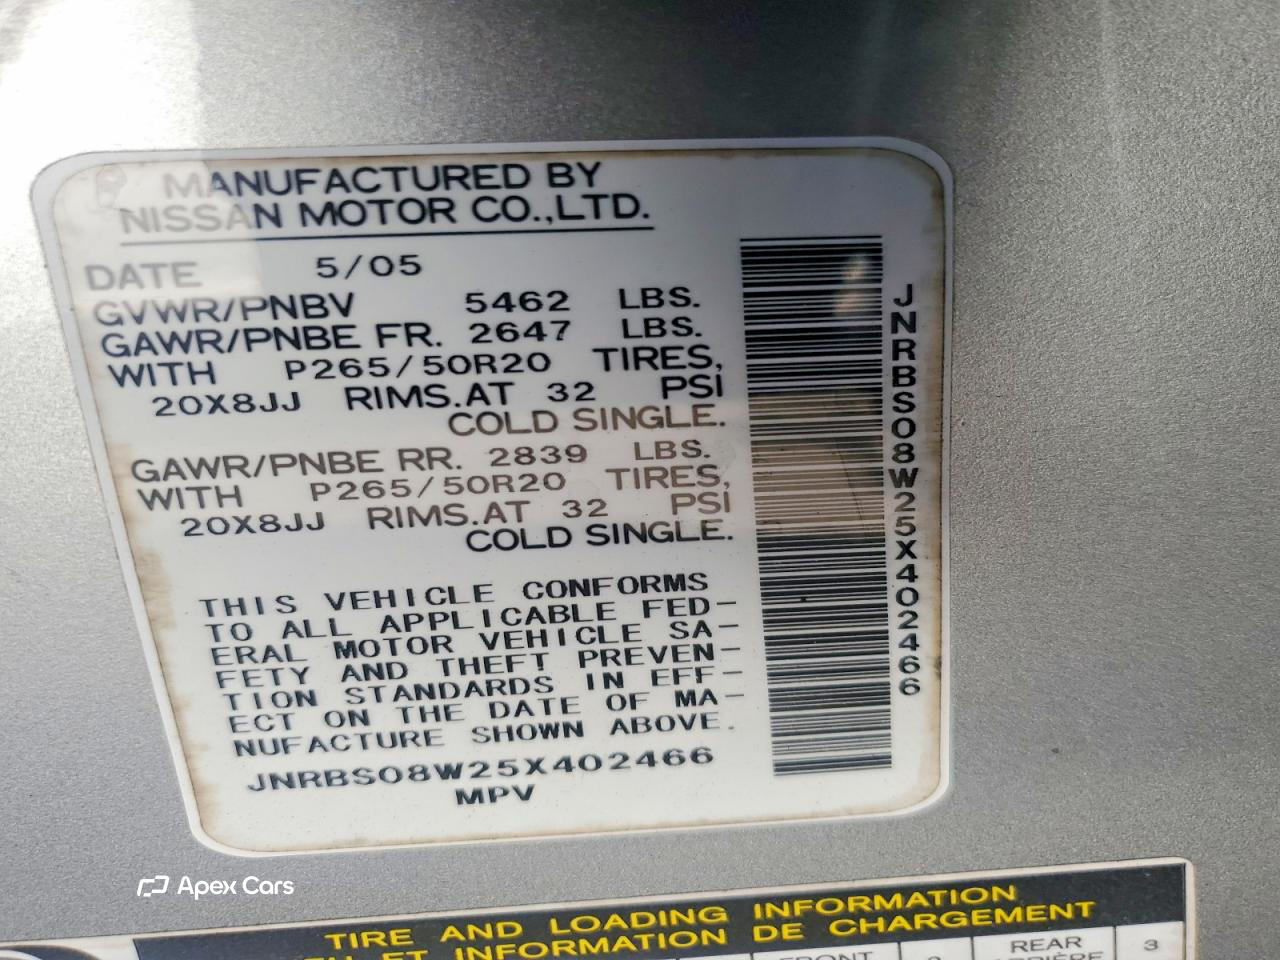 MANUFACTURED BY
NISSAN MOTOR CO.,LTD.
DATE 5/05
GVWR/PNBV 5462 LBS.
GAWR/PNBE FR. 2647 LBS.
WITH P265/50R20 TIRES,
20X8JJ RIMS.AT 32 PSI
COLD SINGLE.
GAWR/PNBE RR. 2839 LBS.
WITH P265/50R20 TIRES,
20X8JJ RIMS.AT 32 PSI
COLD SINGLE.
THIS VEHICLE CONFORMS
TO ALL APPLICABLE FED-
ERAL MOTOR VEHICLE SA-
FETY AND THEFT PREVEN-
TION STANDARDS IN EFF-
ECT ON THE DATE OF MA-
NUFACTURE SHOWN ABOVE.
JNRBS08W25X402466
MPV
JNRBS08W25X402466
Apex Cars
TIRE AND LOADING INFORMATION
ET INFORMATION DE CHARGEMENT
FRONT
REAR 3